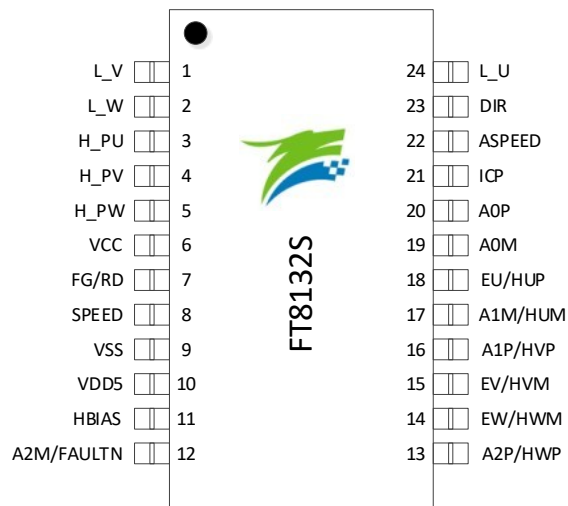 L_V 1 24 L_U
L_W 2 23 DIR
H_PU 3 22 ASPEED
H_PV 4 21 ICP
H_PW 5 20 A0P
VCC 6 19 A0M
FG/RD 7 18 EU/HUP
SPEED 8 17 A1M/HUM
VSS 9 16 A1P/HVP
VDD5 10 15 EV/HVM
HBIAS 11 14 EW/HWM
A2M/FAULTN 12 13 A2P/HWP
FT8132S